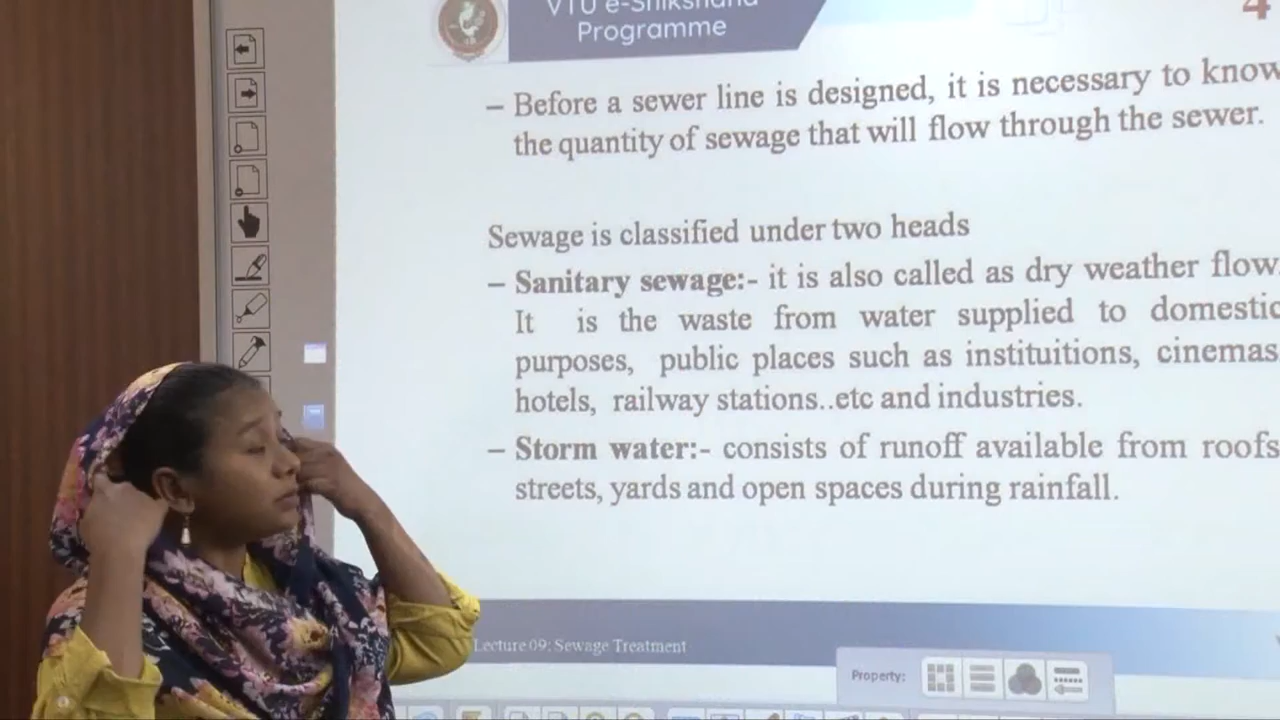 VTU e-Shikshana
Programme
4
– Before a sewer line is designed, it is necessary to know
the quantity of sewage that will flow through the sewer.
Sewage is classified under two heads
– Sanitary sewage:- it is also called as dry weather flow.
It is the waste from water supplied to domestic
purposes, public places such as instituitions, cinemas,
hotels, railway stations..etc and industries.
– Storm water:- consists of runoff available from roofs,
streets, yards and open spaces during rainfall.
Lecture 09: Sewage Treatment
Property: